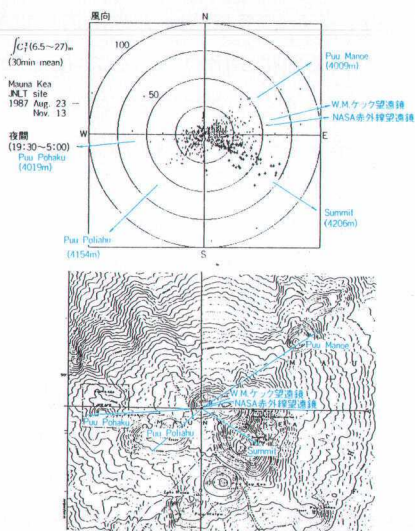 風向
N
∫C_T²(6.5~27)m
(30min mean)
100
50
Mauna Kea
JNLT site
1987 Aug. 23 —
Nov. 13
夜間
(19:30~5:00)
W
E
S
Puu Manoe
(4009m)
W.M.ケック望遠鏡
NASA赤外線望遠鏡
Puu Pohaku
(4019m)
Summit
(4206m)
Puu Poliahu
(4154m)
Puu Manoe
W.M.ケック望遠鏡
NASA赤外線望遠鏡
Puu Pohaku
Puu Poliahu
Summit